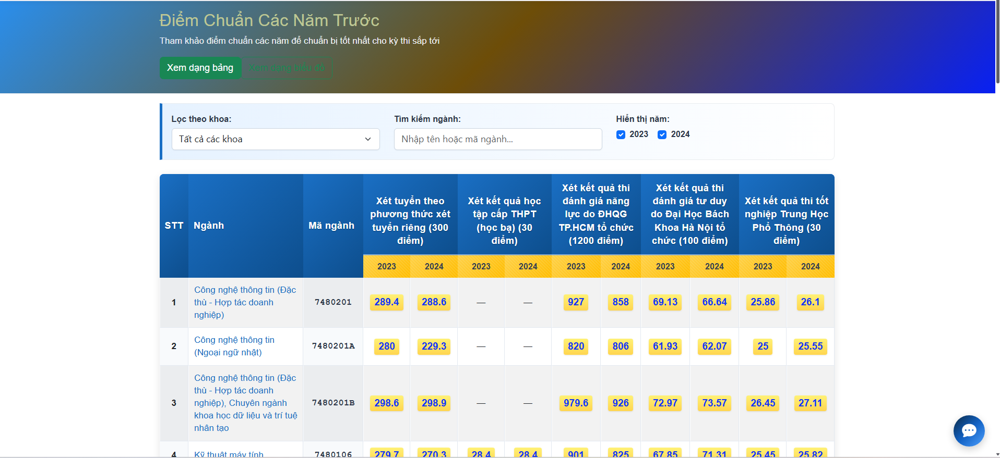 Điểm Chuẩn Các Năm Trước
Tham khảo điểm chuẩn các năm để chuẩn bị tốt nhất cho kỳ thi sắp tới
Xem dạng bảng Xem dạng biểu đồ
Lọc theo khoa: Tìm kiếm ngành: Hiển thị năm:
Tất cả các khoa Nhập tên hoặc mã ngành... 2023 2024
STT
Ngành
Mã ngành
Xét tuyển theo
phương thức xét
tuyển riêng (300
điểm)
Xét kết quả học
tập cấp THPT
(học bạ) (30
điểm)
Xét kết quả thi
đánh giá năng
lực do ĐHQG
TP.HCM tổ chức
(1200 điểm)
Xét kết quả thi
đánh giá tư duy
do Đại Học Bách
Khoa Hà Nội tổ
chức (100 điểm)
Xét kết quả thi tốt
nghiệp Trung Học
Phổ Thông (30
điểm)
2023 2024 2023 2024 2023 2024 2023 2024 2023 2024
1
Công nghệ thông tin (Đặc
thù - Hợp tác doanh
nghiệp)
7480201 289.4 288.6 — — 927 858 69.13 66.64 25.86 26.1
2
Công nghệ thông tin
(Ngoại ngữ nhật)
7480201A 280 229.3 — — 820 806 61.93 62.07 25 25.55
3
Công nghệ thông tin (Đặc
thù - Hợp tác doanh
nghiệp), Chuyên ngành
khoa học dữ liệu và trí tuệ
nhân tạo
7480201B 298.6 298.9 — — 979.6 926 72.97 73.57 26.45 27.11
4 Kỹ thuật máy tính 7480106 279.7 270.3 28.4 28.4 901 825 67.85 71.31 25.45 25.82